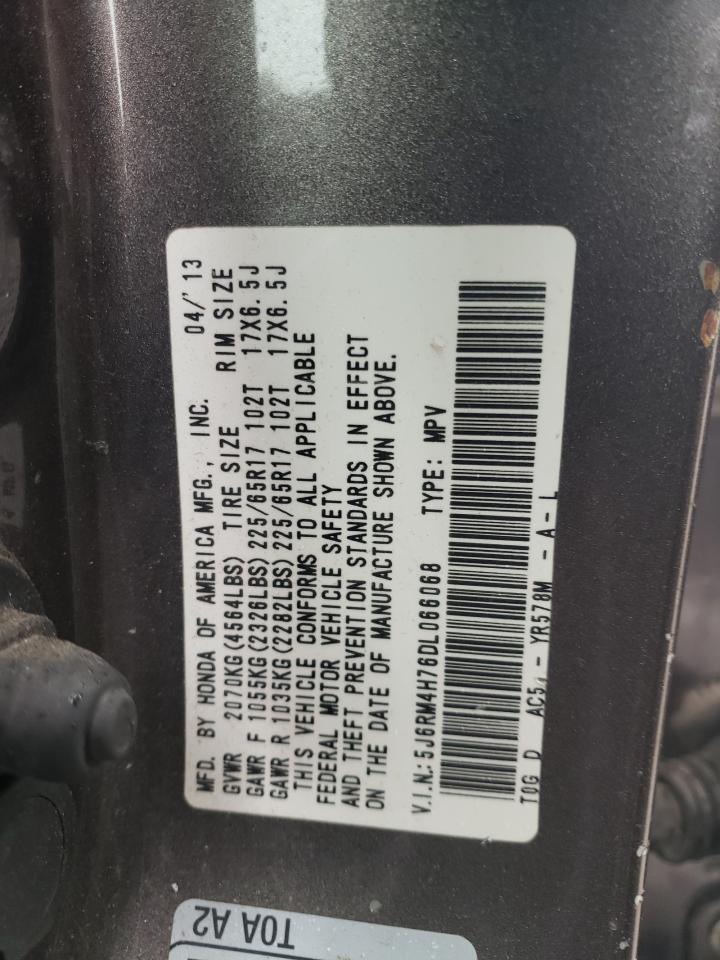 MFD. BY HONDA OF AMERICA MFG., INC. 04/'13
GVWR 2070KG(4564LBS) TIRE SIZE RIM SIZE
GAWR F 1055KG(2326LBS) 225/65R17 102T 17X6.5J
GAWR R 1035KG(2282LBS) 225/65R17 102T 17X6.5J
THIS VEHICLE CONFORMS TO ALL APPLICABLE
FEDERAL MOTOR VEHICLE SAFETY
AND THEFT PREVENTION STANDARDS IN EFFECT
ON THE DATE OF MANUFACTURE SHOWN ABOVE.
V.I.N.: 5J6RM4H76DL066068 TYPE: MPV
T0G D AC5 - YR578M - A - L
T0A A2